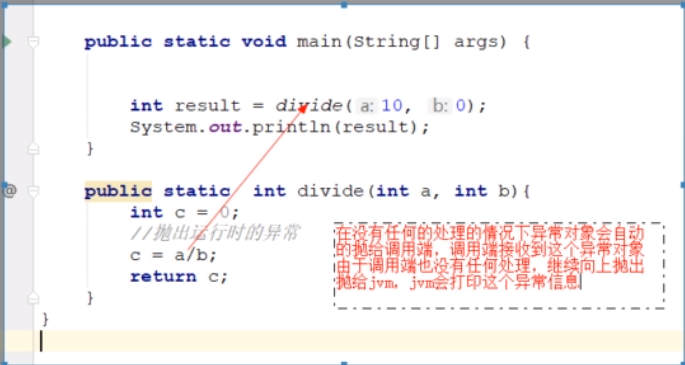 public static void main(String[] args) {
int result = divide( a: 10, b: 0);
System.out.println(result);
}
@
public static int divide(int a, int b){
int c = 0;
//抛出运行时的异常
c = a/b;
return c;
}
}
在没有任何的处理的情况下异常对象会自动
的抛给调用端，调用端接收到这个异常对象
由于调用端也没有任何处理，继续向上抛出
抛给jvm，jvm会打印这个异常信息